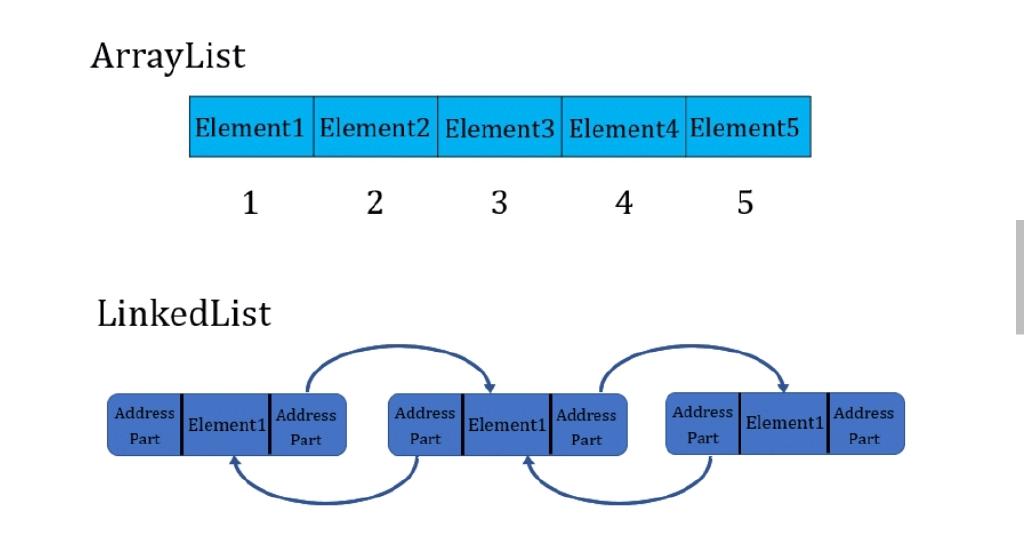 ArrayList
Element1 Element2 Element3 Element4 Element5
1 2 3 4 5
LinkedList
Address Part Element1 Address Part
Address Part Element1 Address Part
Address Part Element1 Address Part